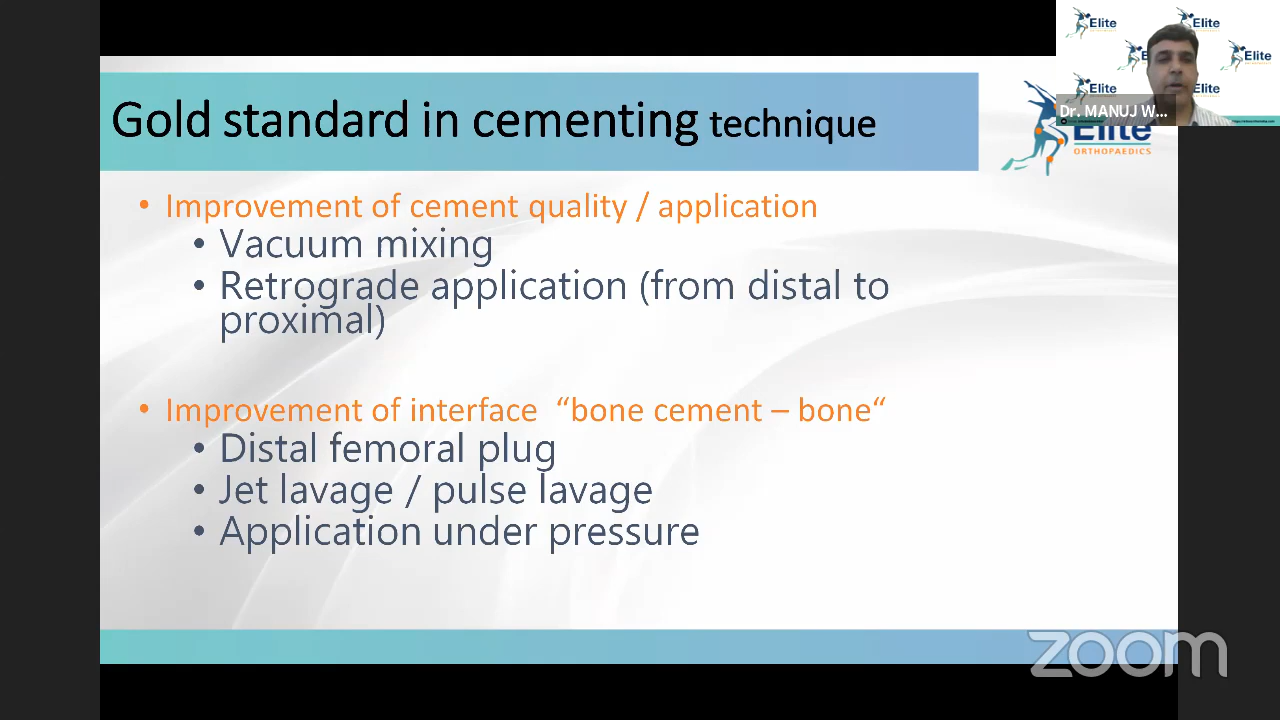 Gold standard in cementing technique
• Improvement of cement quality / application
• Vacuum mixing
• Retrograde application (from distal to
proximal)
• Improvement of interface “bone cement – bone“
• Distal femoral plug
• Jet lavage / pulse lavage
• Application under pressure
Elite
ORTHOPAEDICS
Elite
Elite
Elite
Elite
Elite
Dr. MANUJ W...
zoom